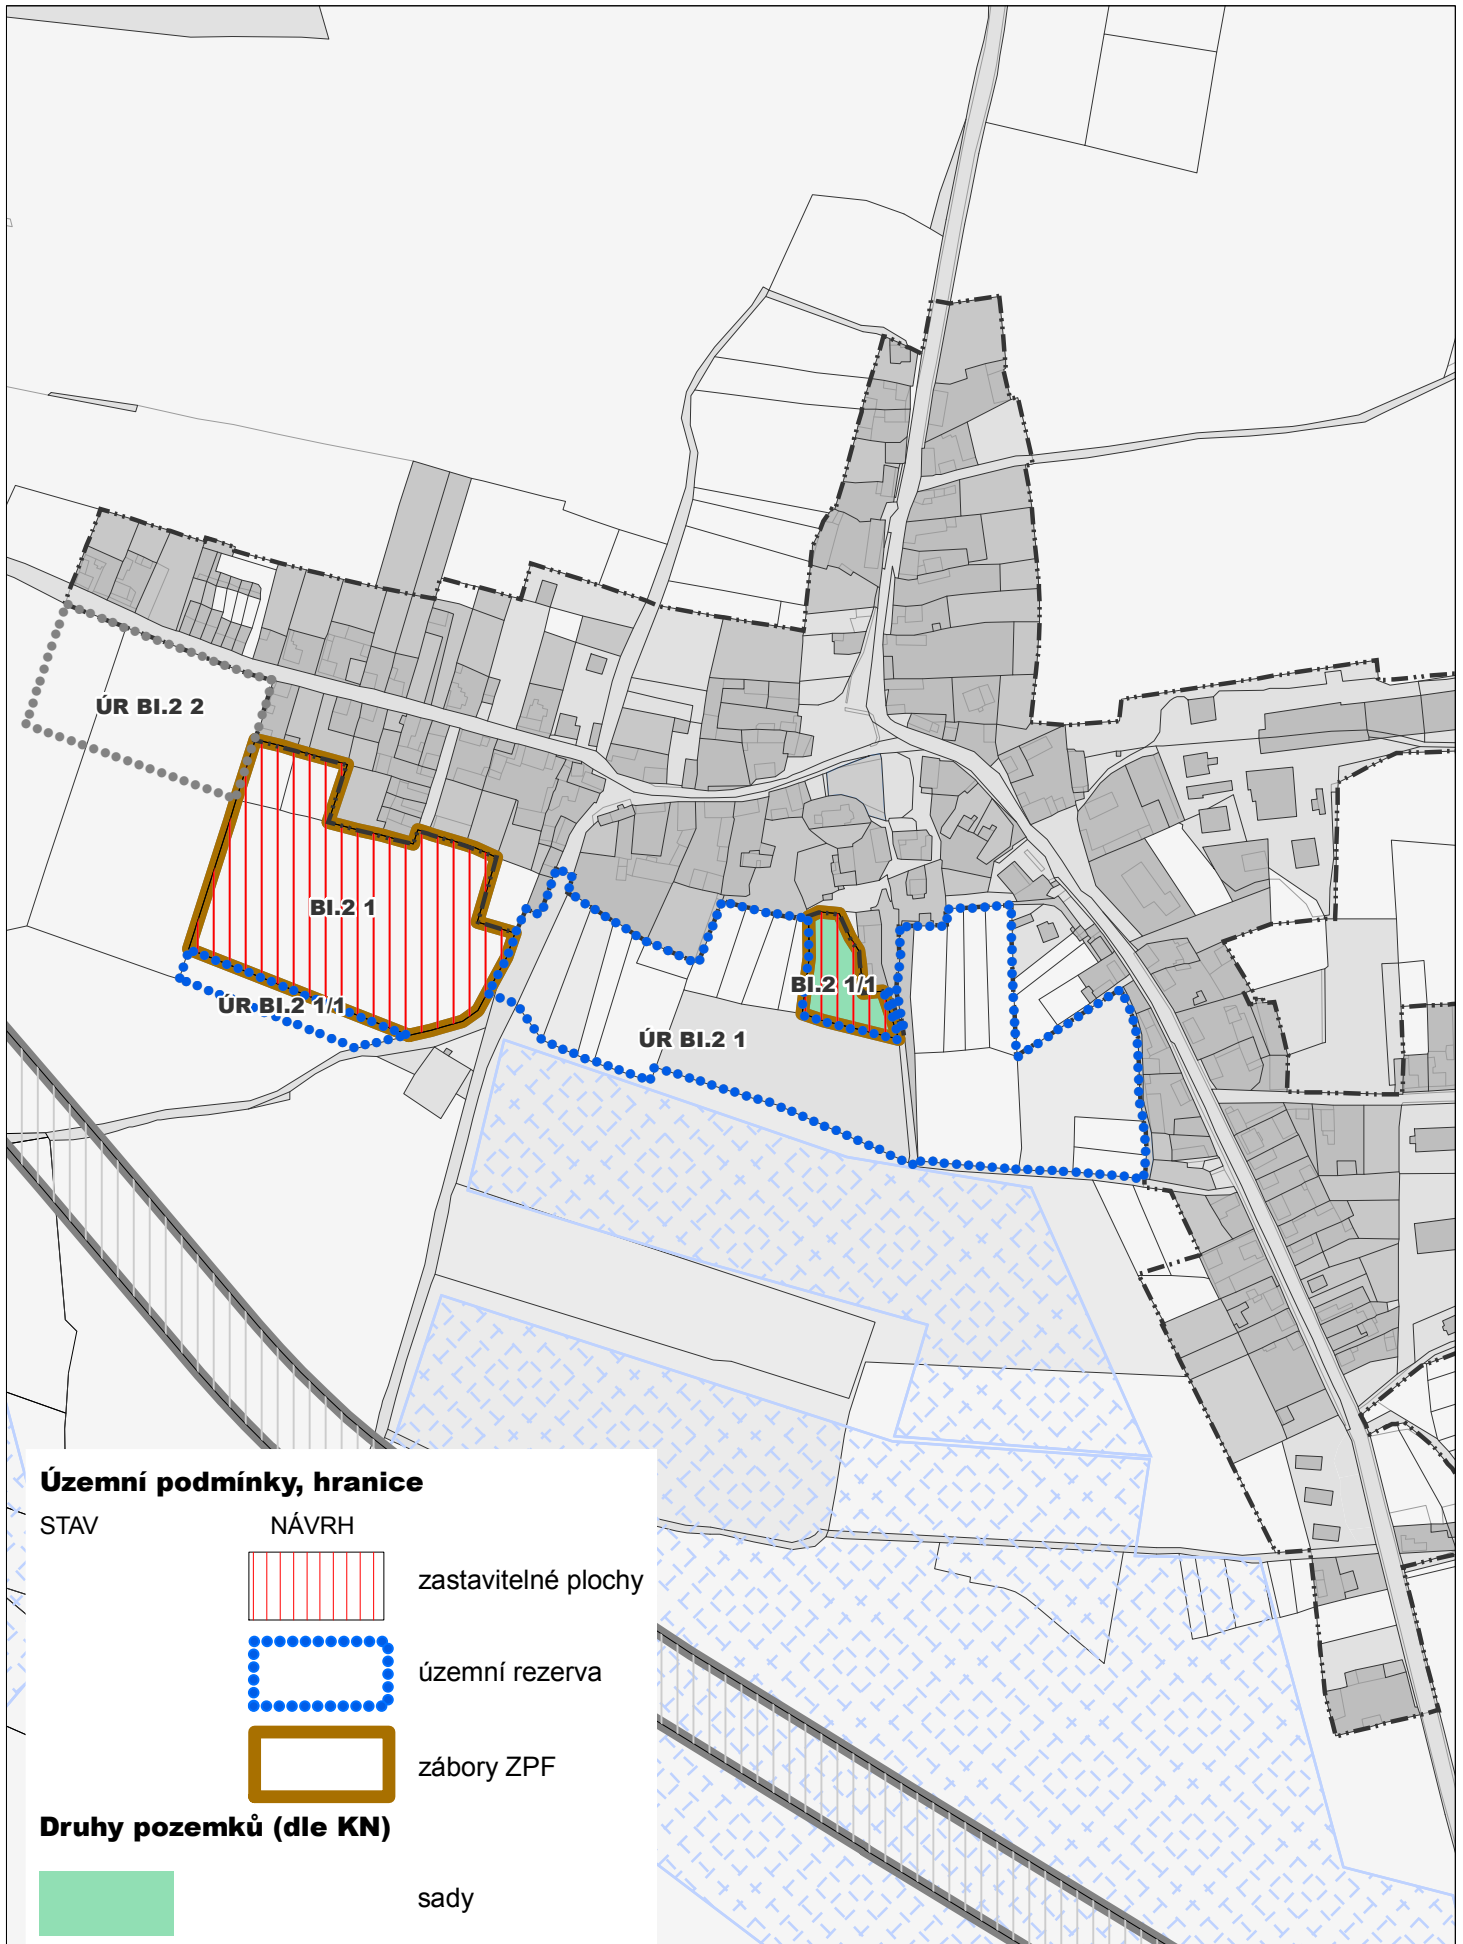 ÚR BI.2 2
BI.2 1
BI.2 1/1
ÚR BI.2 1/1
ÚR BI.2 1
Územní podmínky, hranice
STAV NÁVRH
zastavitelné plochy
územní rezerva
zábory ZPF
Druhy pozemků (dle KN)
sady